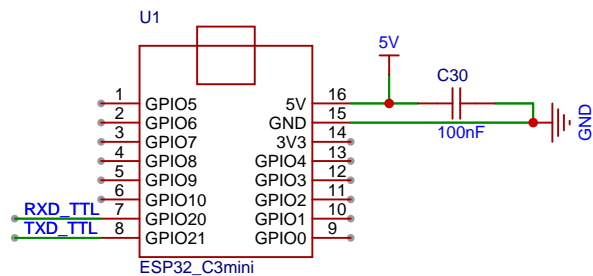 U1
5V
C30
100nF
GND
1 GPIO5 5V 16
2 GPIO6 GND 15
3 GPIO7 3V3 14
4 GPIO8 GPIO4 13
5 GPIO9 GPIO3 12
6 GPIO10 GPIO2 11
RXD_TTL 7 GPIO20 GPIO1 10
TXD_TTL 8 GPIO21 GPIO0 9
ESP32_C3mini